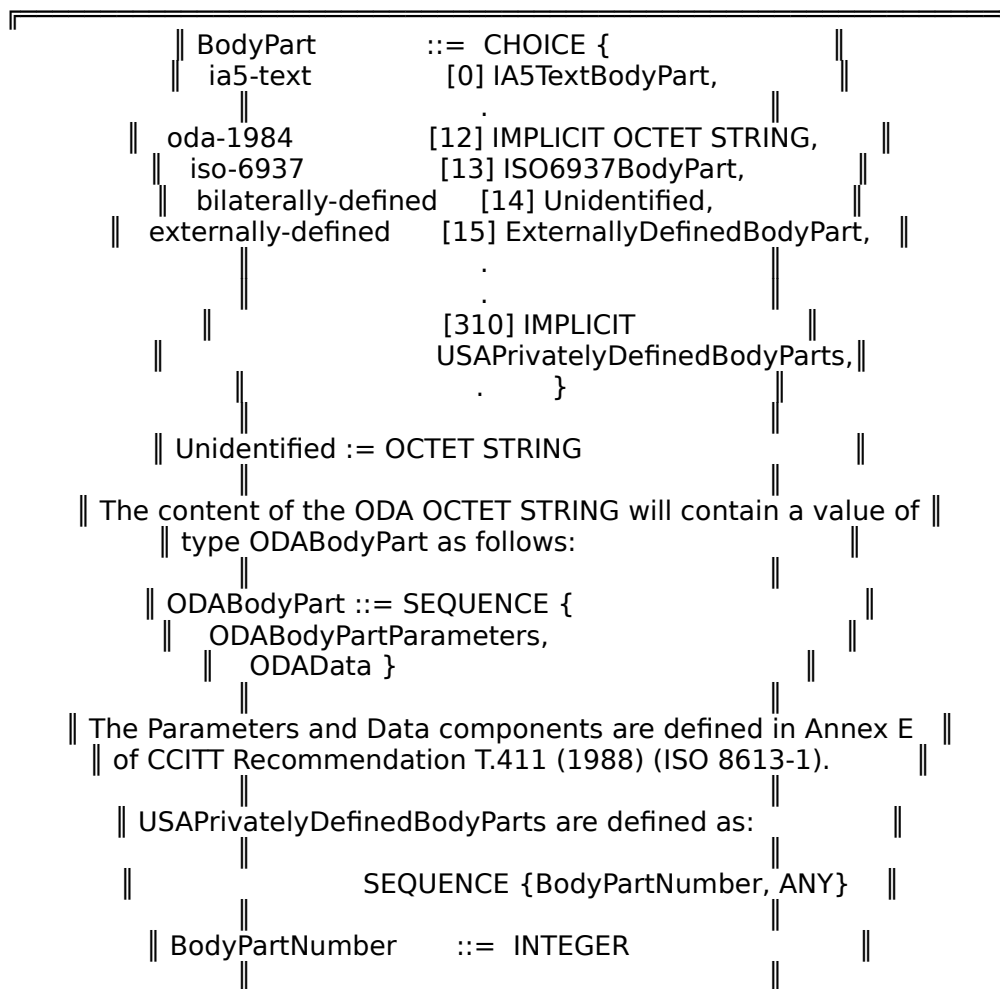 ╔══════════════════════════════════════════════════════════════
║ BodyPart ::= CHOICE { ║
║ ia5-text [0] IA5TextBodyPart, ║
║ . ║
║ oda-1984 [12] IMPLICIT OCTET STRING, ║
║ iso-6937 [13] ISO6937BodyPart, ║
║ bilaterally-defined [14] Unidentified, ║
║ externally-defined [15] ExternallyDefinedBodyPart, ║
║ . ║
║ . ║
║ [310] IMPLICIT ║
║ USAPrivatelyDefinedBodyParts,║
║ . } ║
║ ║
║ Unidentified := OCTET STRING ║
║ ║
║ The content of the ODA OCTET STRING will contain a value of ║
║ type ODABodyPart as follows: ║
║ ║
║ ODABodyPart ::= SEQUENCE { ║
║ ODABodyPartParameters, ║
║ ODAData } ║
║ ║
║ The Parameters and Data components are defined in Annex E ║
║ of CCITT Recommendation T.411 (1988) (ISO 8613-1). ║
║ ║
║ USAPrivatelyDefinedBodyParts are defined as: ║
║ ║
║ SEQUENCE {BodyPartNumber, ANY} ║
║ ║
║ BodyPartNumber ::= INTEGER ║
║ ║